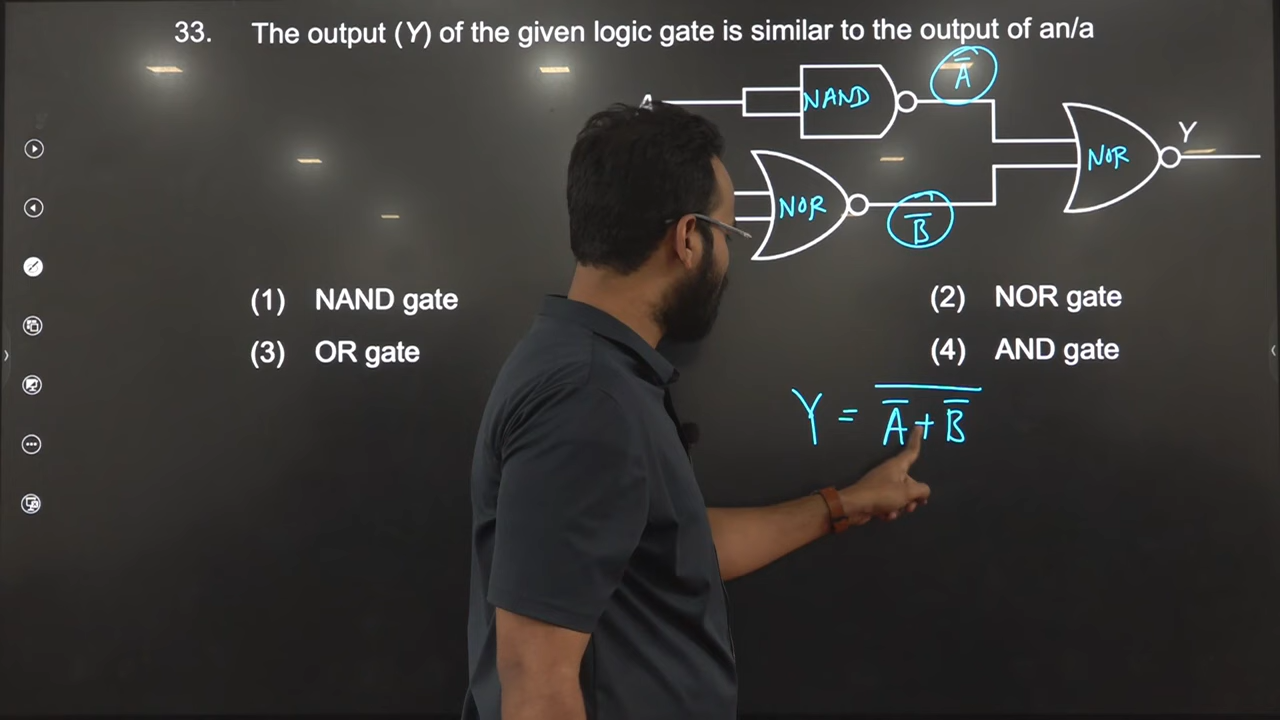 33. The output (Y) of the given logic gate is similar to the output of an/a
A̅
A
NAND
Y
NOR
NOR
B̅
(1) NAND gate
(2) NOR gate
(3) OR gate
(4) AND gate
Y = \overline{A̅ + B̅}